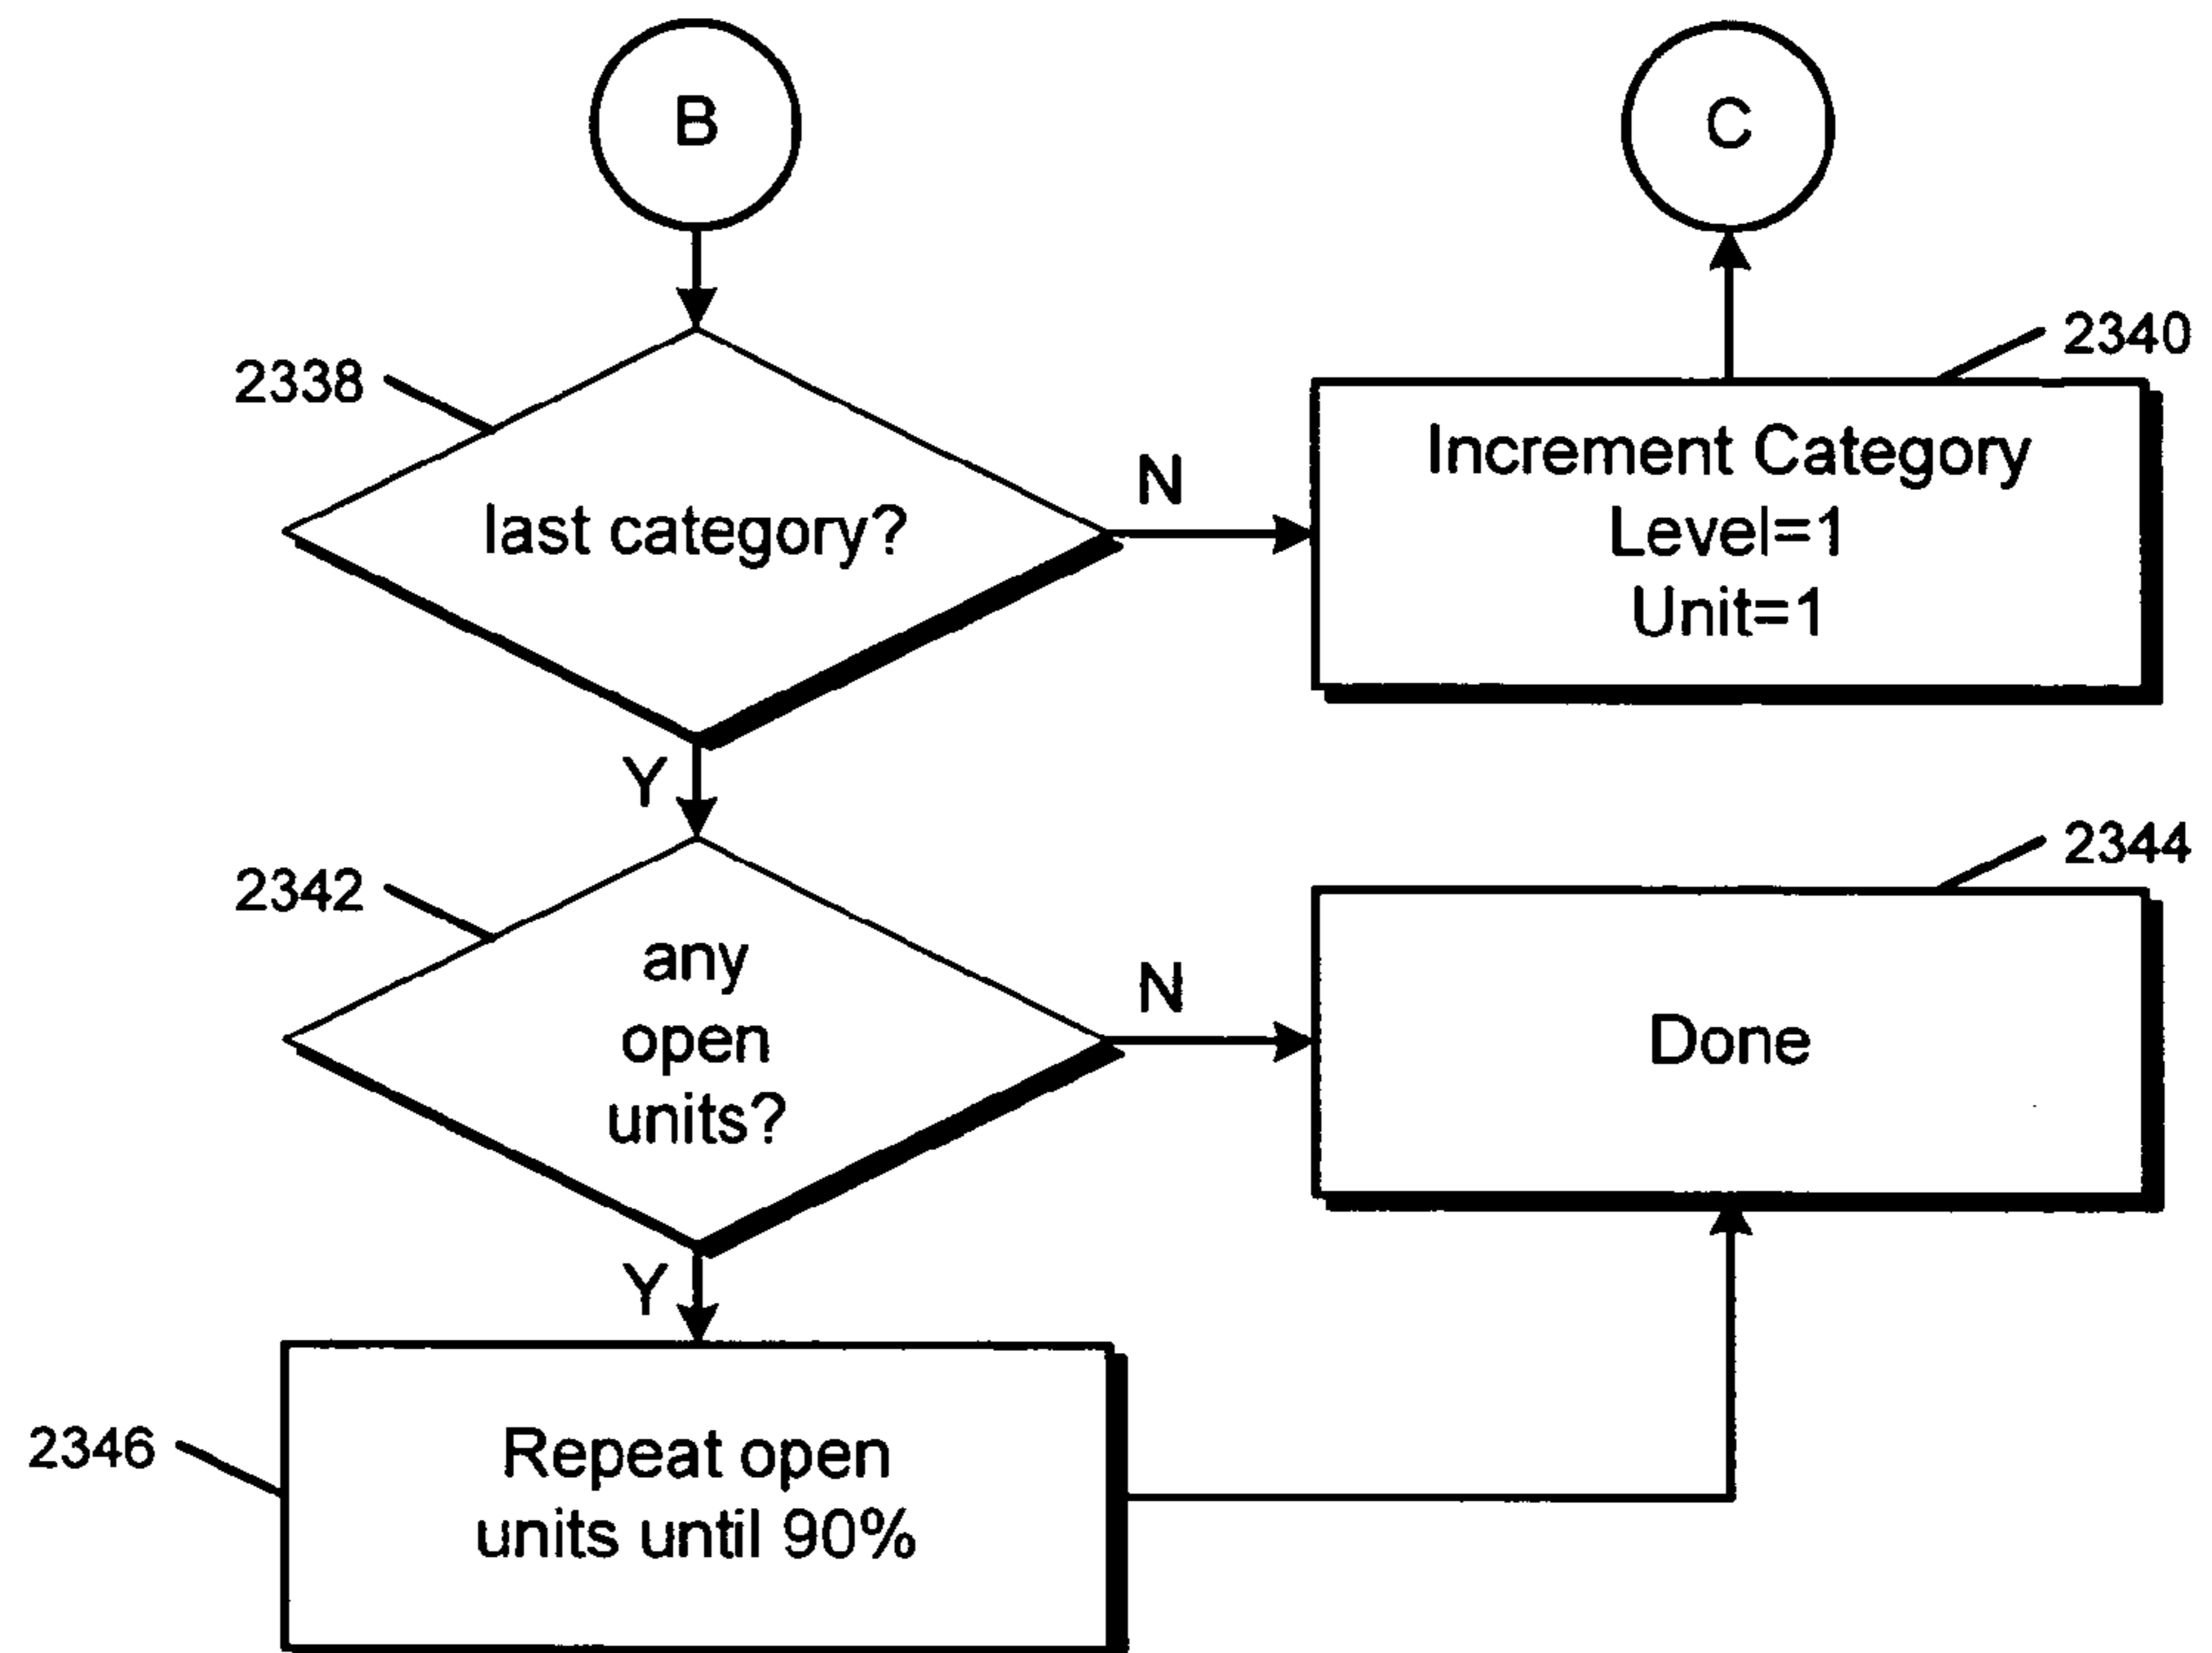 B
C
2338
2340
last category?
N
Increment Category
Level=1
Unit=1
Y
2342
2344
any
open
units?
N
Done
Y
2346
Repeat open
units until 90%